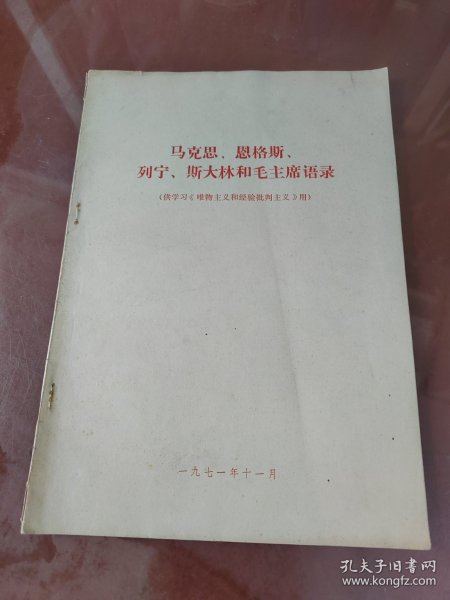 马克思、恩格斯、
列宁、斯大林和毛主席语录
（供学习《唯物主义和经验批判主义》用）
一九七一年十一月
孔夫子旧书网
www.kongfz.com